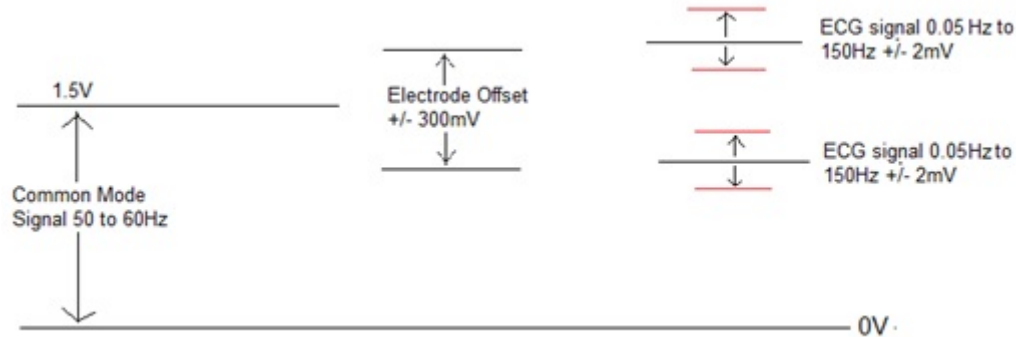 ECG signal 0.05 Hz to
150Hz +/- 2mV
1.5V
Electrode Offset
+/- 300mV
ECG signal 0.05Hz to
150Hz +/- 2mV
Common Mode
Signal 50 to 60Hz
0V